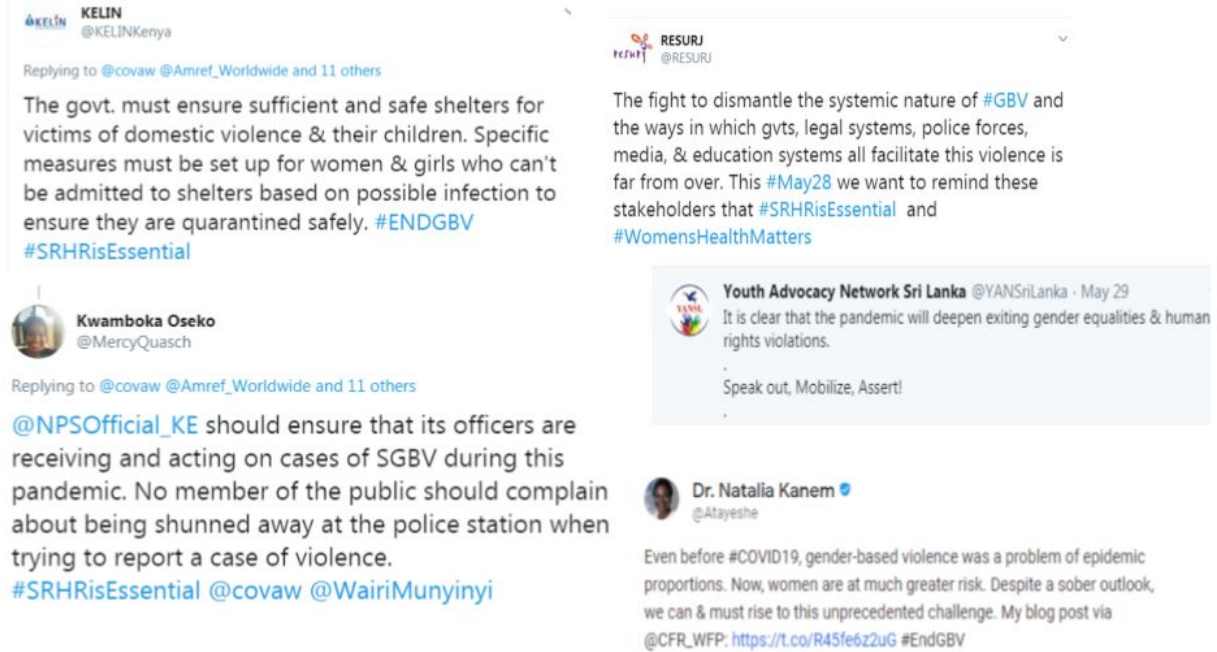 KELIN
KELIN
@KELINKenya
Replying to @covaw @Amref_Worldwide and 11 others
The govt. must ensure sufficient and safe shelters for
victims of domestic violence & their children. Specific
measures must be set up for women & girls who can't
be admitted to shelters based on possible infection to
ensure they are quarantined safely. #ENDGBV
#SRHRisEssential
Kwamboka Oseko
@MercyQuasch
Replying to @covaw @Amref_Worldwide and 11 others
@NPSOfficial_KE should ensure that its officers are
receiving and acting on cases of SGBV during this
pandemic. No member of the public should complain
about being shunned away at the police station when
trying to report a case of violence.
#SRHRisEssential @covaw @WairiMunyinyi
resurj
RESURJ
@RESURJ
The fight to dismantle the systemic nature of #GBV and
the ways in which gvts, legal systems, police forces,
media, & education systems all facilitate this violence is
far from over. This #May28 we want to remind these
stakeholders that #SRHRisEssential and
#WomensHealthMatters
YANSL
Youth Advocacy Network Sri Lanka @YANSriLanka · May 29
It is clear that the pandemic will deepen exiting gender equalities & human
rights violations.
.
Speak out, Mobilize, Assert!
.
Dr. Natalia Kanem
@Atayeshe
Even before #COVID19, gender-based violence was a problem of epidemic
proportions. Now, women are at much greater risk. Despite a sober outlook,
we can & must rise to this unprecedented challenge. My blog post via
@CFR_WFP: https://t.co/R45fe6z2uG #EndGBV